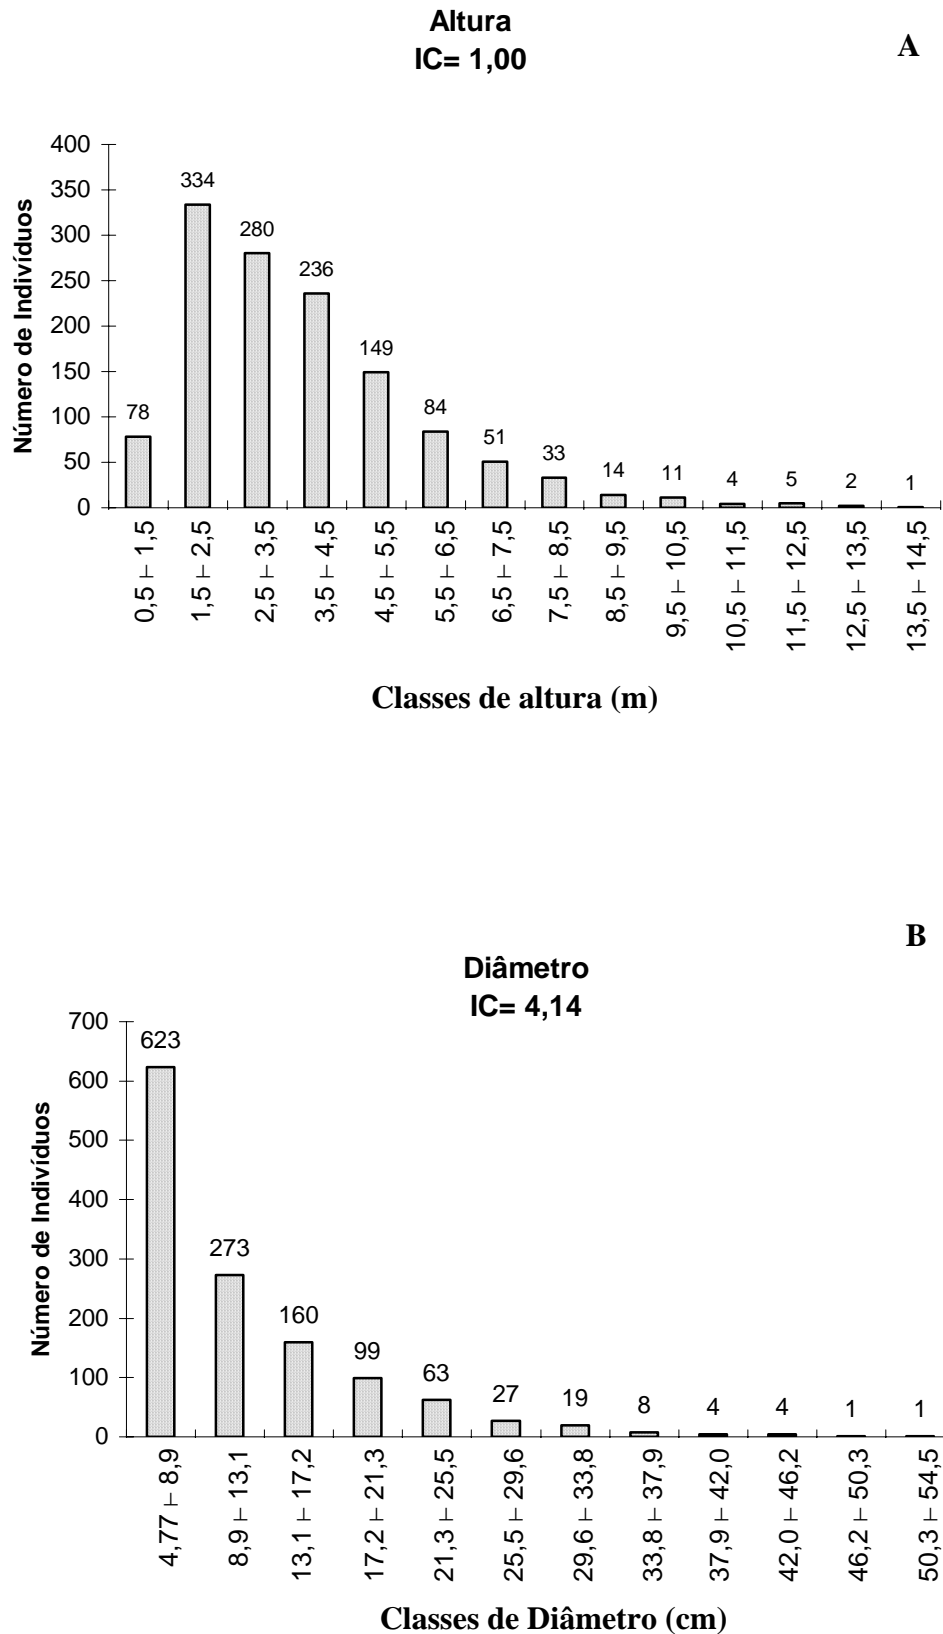 Altura
IC= 1,00
A
400
350
300
250
200
150
100
50
0
Número de Indivíduos
78
334
280
236
149
84
51
33
14
11
4
5
2
1
0,5 ⊢ 1,5
1,5 ⊢ 2,5
2,5 ⊢ 3,5
3,5 ⊢ 4,5
4,5 ⊢ 5,5
5,5 ⊢ 6,5
6,5 ⊢ 7,5
7,5 ⊢ 8,5
8,5 ⊢ 9,5
9,5 ⊢ 10,5
10,5 ⊢ 11,5
11,5 ⊢ 12,5
12,5 ⊢ 13,5
13,5 ⊢ 14,5
Classes de altura (m)
B
Diâmetro
IC= 4,14
700
600
500
400
300
200
100
0
Número de Indivíduos
623
273
160
99
63
27
19
8
4
4
1
1
4,77 ⊢ 8,9
8,9 ⊢ 13,1
13,1 ⊢ 17,2
17,2 ⊢ 21,3
21,3 ⊢ 25,5
25,5 ⊢ 29,6
29,6 ⊢ 33,8
33,8 ⊢ 37,9
37,9 ⊢ 42,0
42,0 ⊢ 46,2
46,2 ⊢ 50,3
50,3 ⊢ 54,5
Classes de Diâmetro (cm)